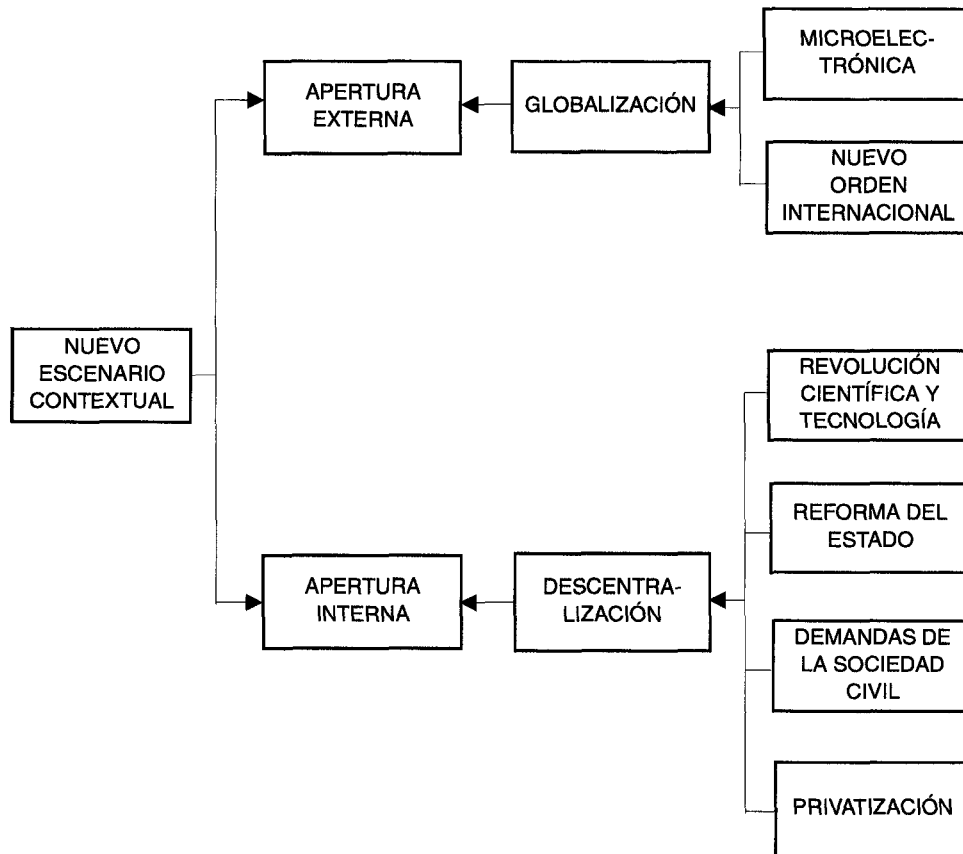 MICROELEC-
TRÓNICA
APERTURA
EXTERNA
GLOBALIZACIÓN
NUEVO
ORDEN
INTERNACIONAL
NUEVO
ESCENARIO
CONTEXTUAL
REVOLUCIÓN
CIENTÍFICA Y
TECNOLOGÍA
REFORMA DEL
ESTADO
APERTURA
INTERNA
DESCENTRA-
LIZACIÓN
DEMANDAS DE
LA SOCIEDAD
CIVIL
PRIVATIZACIÓN